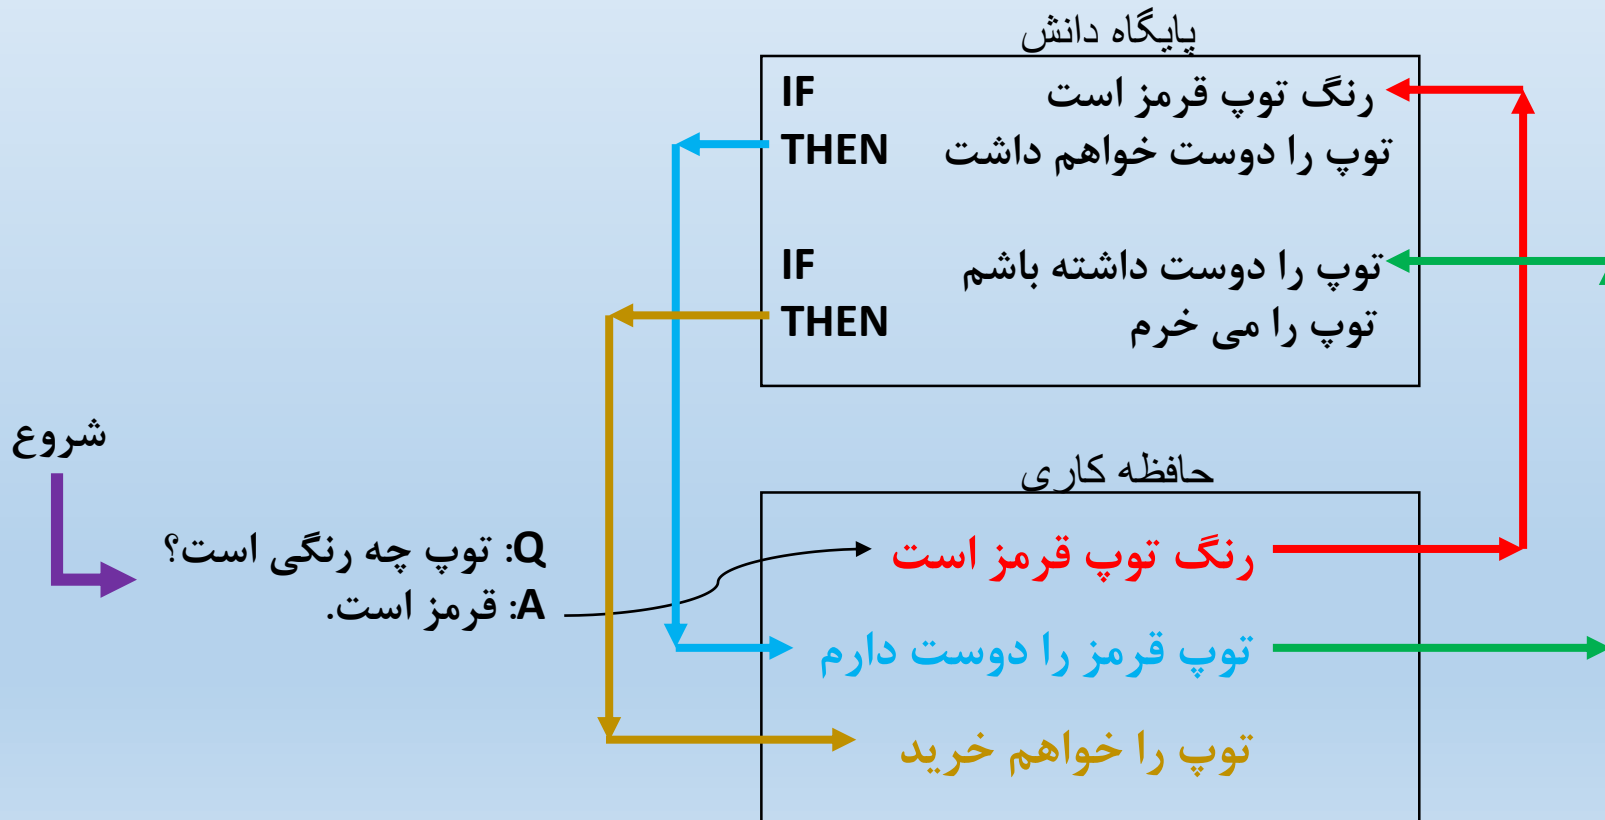 پایگاه دانش
IF رنگ توپ قرمز است
THEN توپ را دوست خواهم داشت
IF توپ را دوست داشته باشم
THEN توپ را می خرم
شروع
Q: توپ چه رنگی است؟
A: قرمز است.
حافظه کاری
رنگ توپ قرمز است
توپ قرمز را دوست دارم
توپ را خواهم خرید